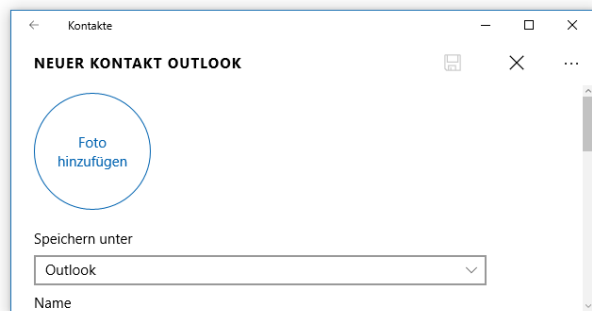 Kontakte
NEUER KONTAKT OUTLOOK
Foto
hinzufügen
Speichern unter
Outlook
Name